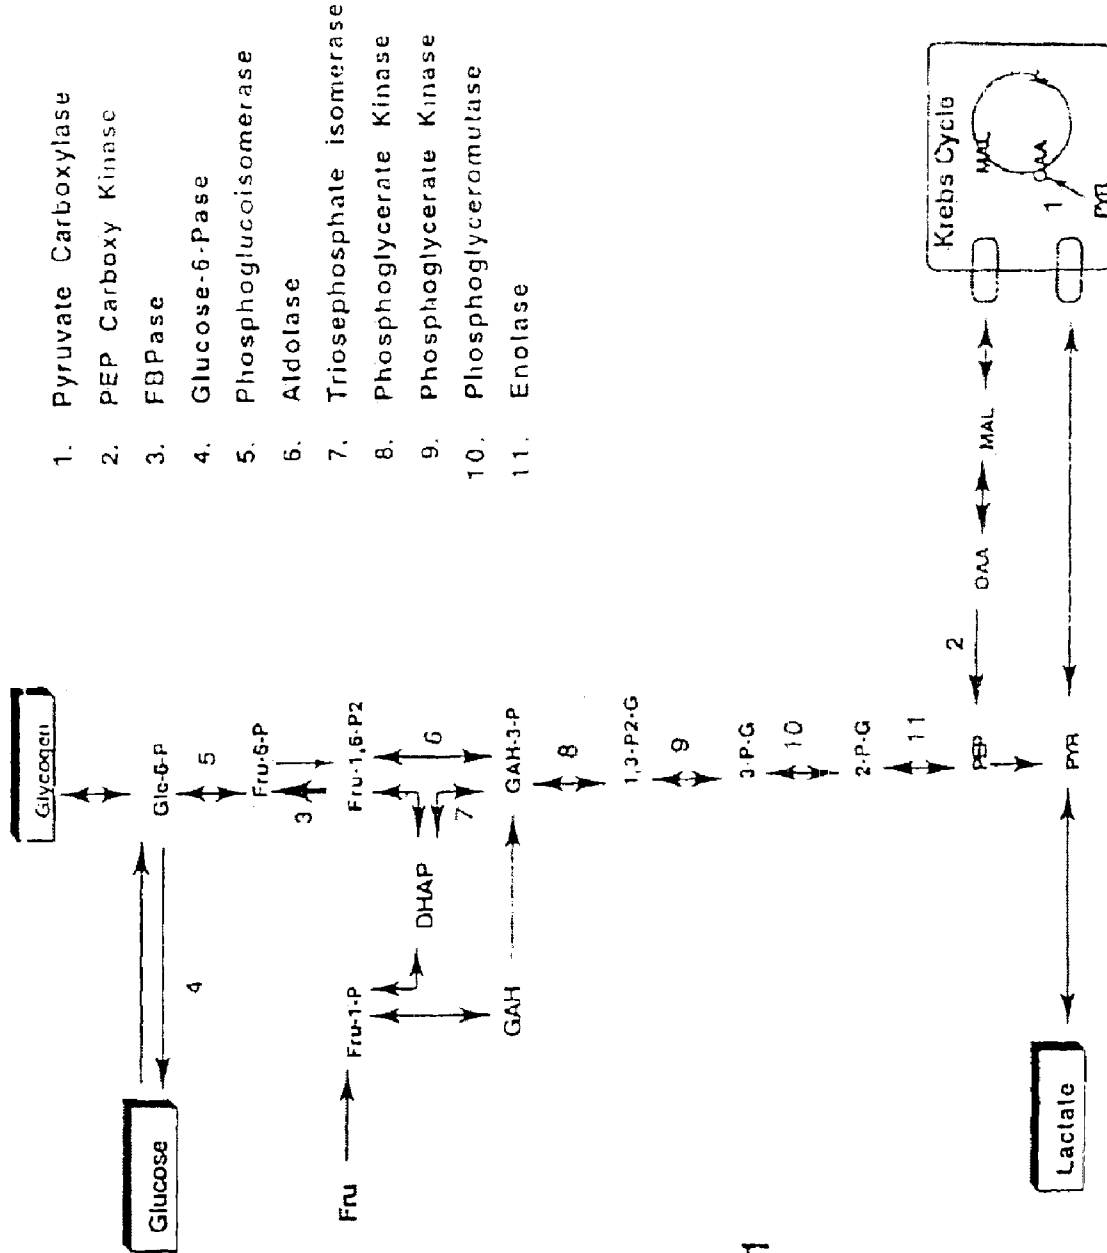 1. Pyruvate Carboxylase
2. PEP Carboxy Kinase
3. FBPase
4. Glucose-6-Pase
5. Phosphoglucoisomerase
6. Aldolase
7. Triosephosphate isomerase
8. Phosphoglycerate Kinase
9. Phosphoglycerate Kinase
10. Phosphoglyceromutase
11. Enolase
Glycogen
Glucose
4
Glc-6-P
5
Fru-6-P
3
Fru
Fru-1-P
Fru-1,6-P2
DHAP
6
7
GAH
GAH-3-P
8
1,3-P2-G
9
3-P-G
10
2-P-G
11
PEP
2
OAA
MAL
Krebs Cycle
MAL
1
PYR
Lactate
PYR